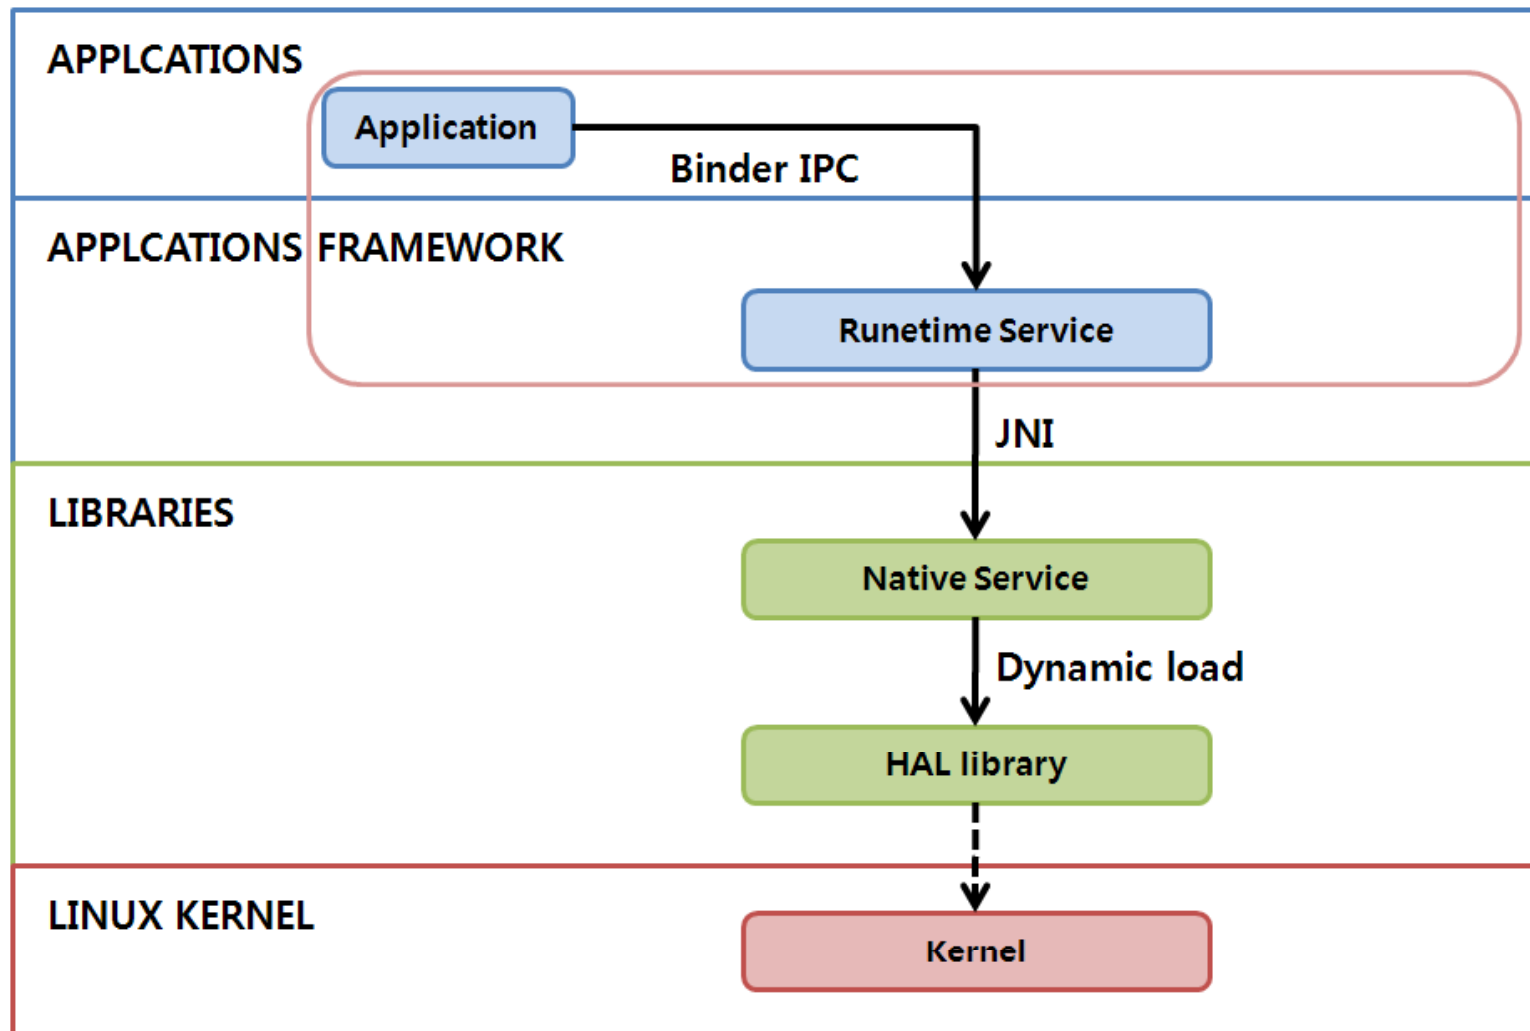 APPLCATIONS
Application
Binder IPC
APPLCATIONS FRAMEWORK
Runetime Service
JNI
LIBRARIES
Native Service
Dynamic load
HAL library
LINUX KERNEL
Kernel